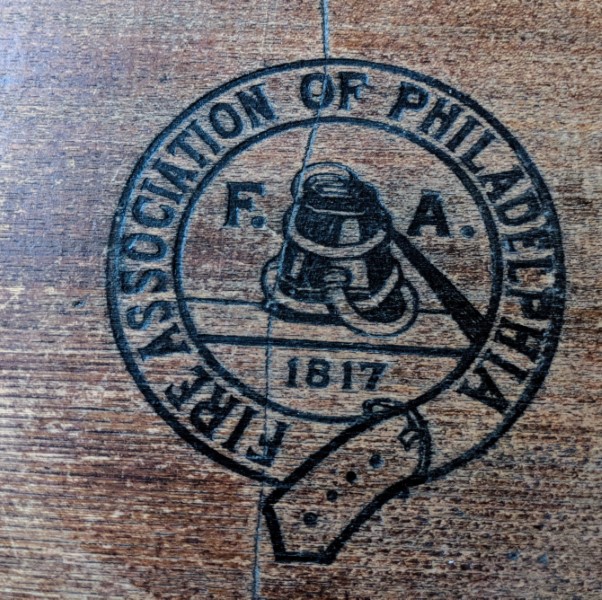 FIRE ASSOCIATION OF PHILADELPHIA
F. A.
1817